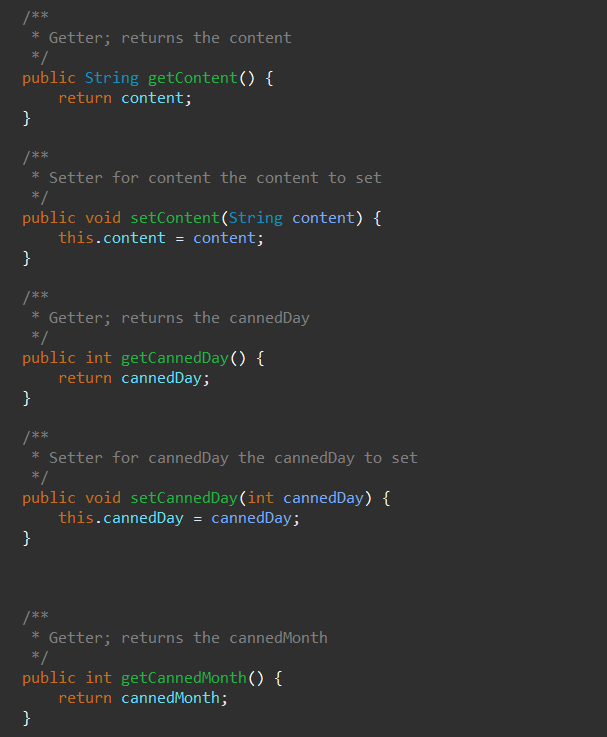 /**
 * Getter; returns the content
 */
public String getContent() {
    return content;
}

/**
 * Setter for content the content to set
 */
public void setContent(String content) {
    this.content = content;
}

/**
 * Getter; returns the cannedDay
 */
public int getCannedDay() {
    return cannedDay;
}

/**
 * Setter for cannedDay the cannedDay to set
 */
public void setCannedDay(int cannedDay) {
    this.cannedDay = cannedDay;
}

/**
 * Getter; returns the cannedMonth
 */
public int getCannedMonth() {
    return cannedMonth;
}